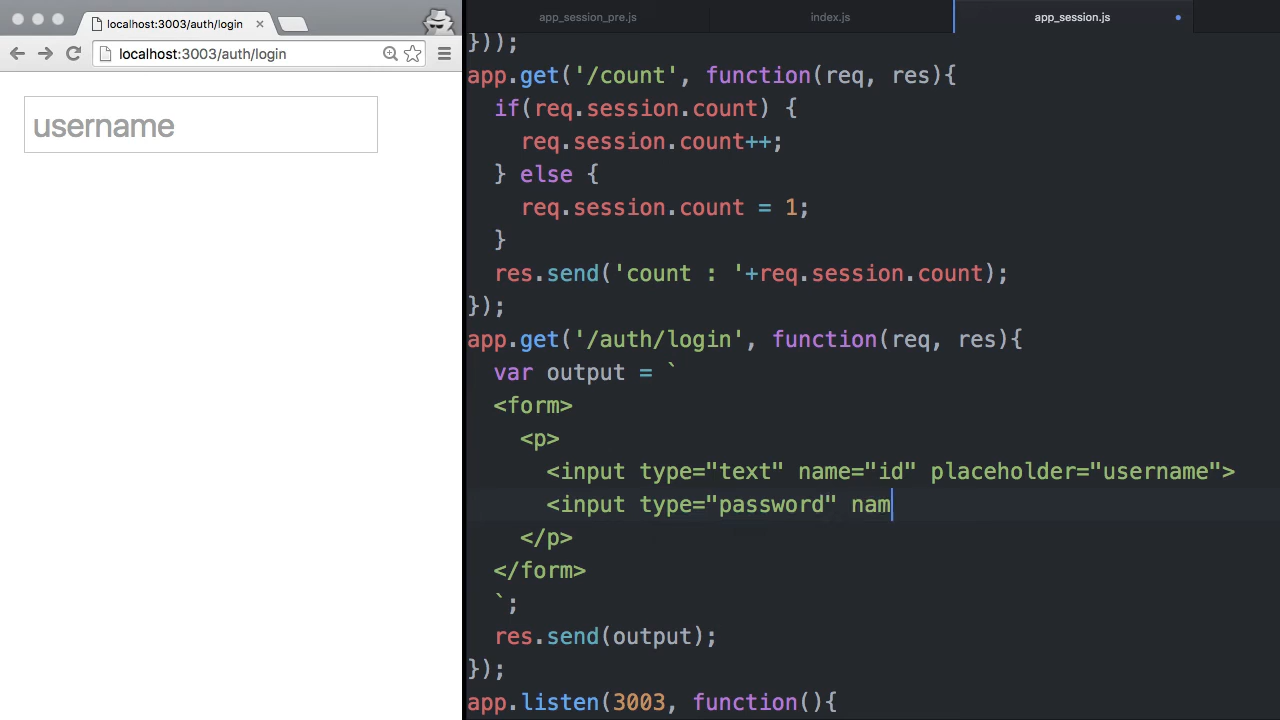 localhost:3003/auth/login
localhost:3003/auth/login
username
app_session_pre.js
index.js
app_session.js
}));
app.get('/count', function(req, res){
if(req.session.count) {
req.session.count++;
} else {
req.session.count = 1;
}
res.send('count : '+req.session.count);
});
app.get('/auth/login', function(req, res){
var output = `
<form>
<p>
<input type="text" name="id" placeholder="username">
<input type="password" nam
</p>
</form>
`;
res.send(output);
});
app.listen(3003, function(){